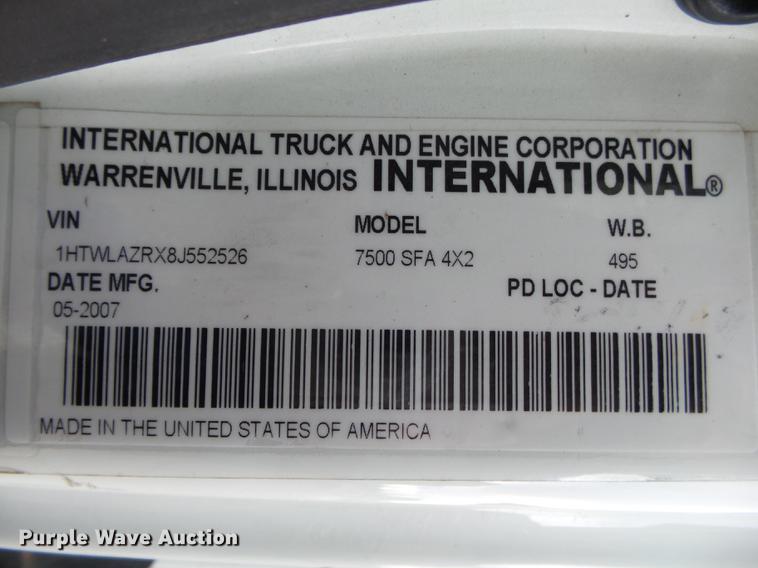 INTERNATIONAL TRUCK AND ENGINE CORPORATION
WARRENVILLE, ILLINOIS INTERNATIONAL®
VIN MODEL W.B.
1HTWLAZRX8J552526 7500 SFA 4X2 495
DATE MFG. PD LOC - DATE
05-2007
MADE IN THE UNITED STATES OF AMERICA
Purple Wave Auction